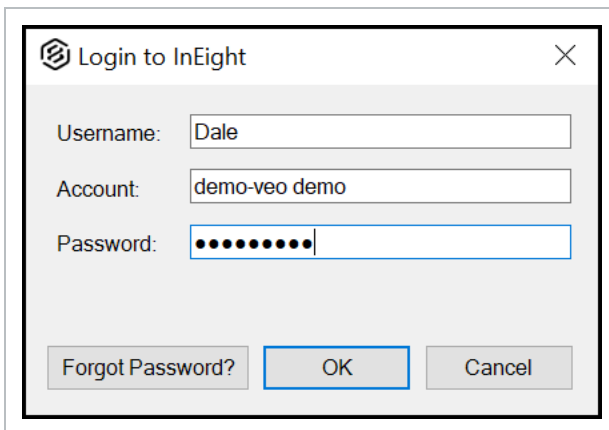 Login to InEight
Username: Dale
Account: demo-veo demo
Password: ●●●●●●●●●
Forgot Password? OK Cancel